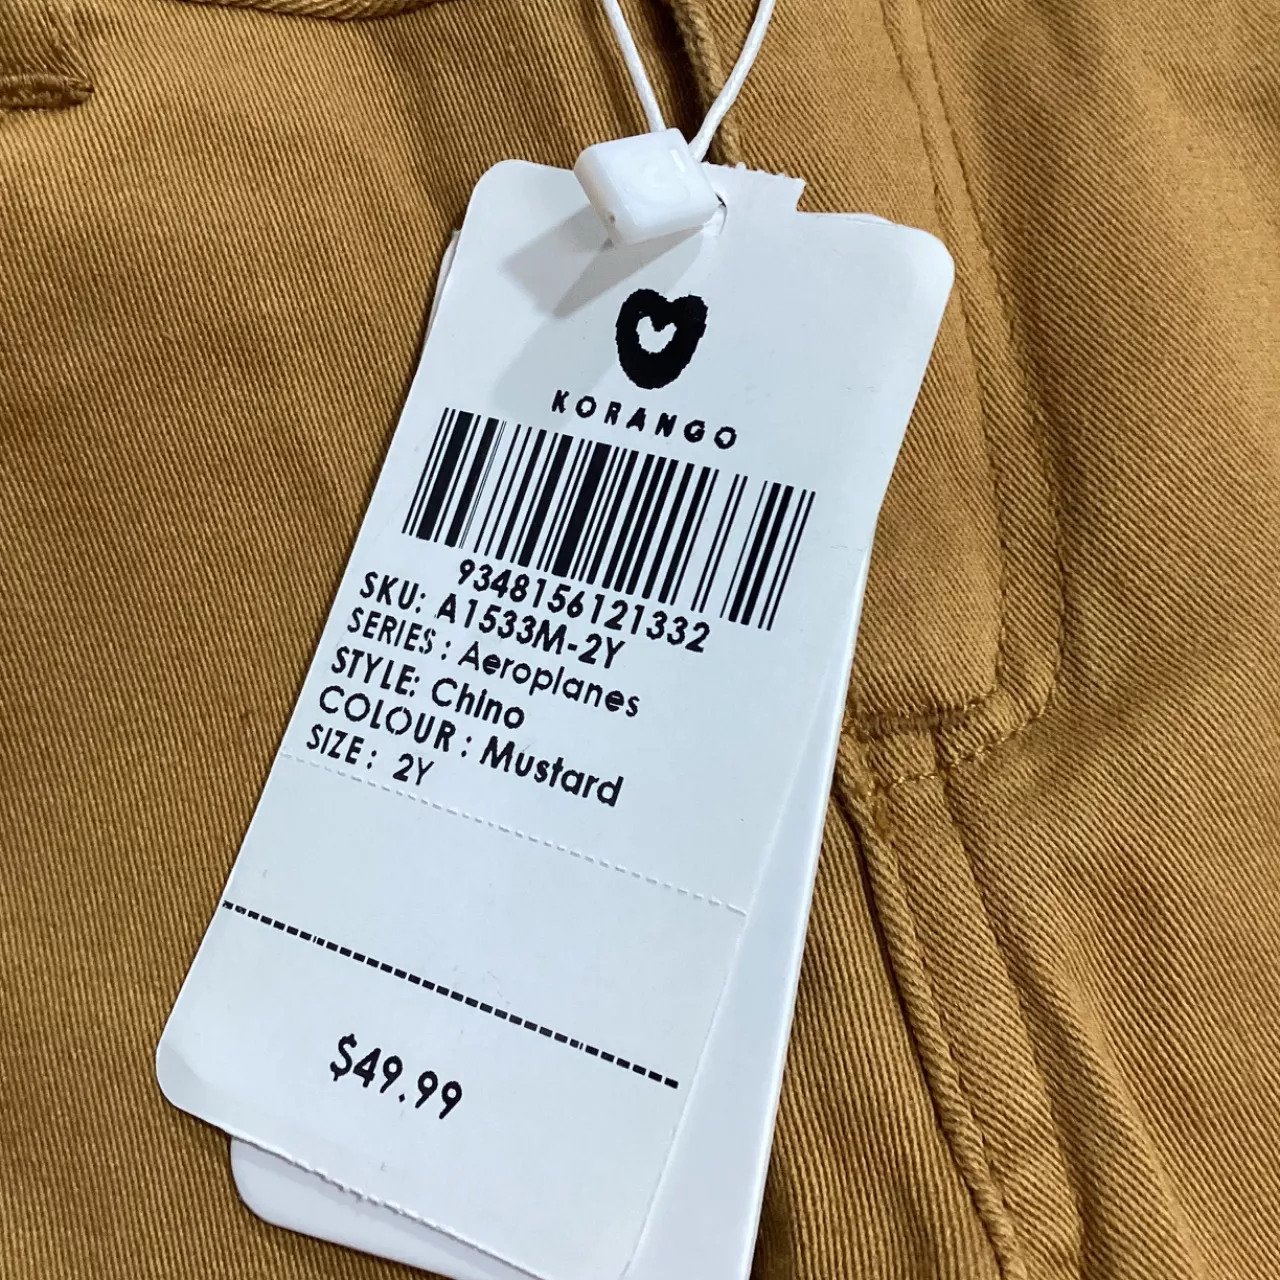 KORANGO
9348156121332
SKU: A1533M-2Y
SERIES: Aeroplanes
STYLE: Chino
COLOUR: Mustard
SIZE: 2Y
$49.99